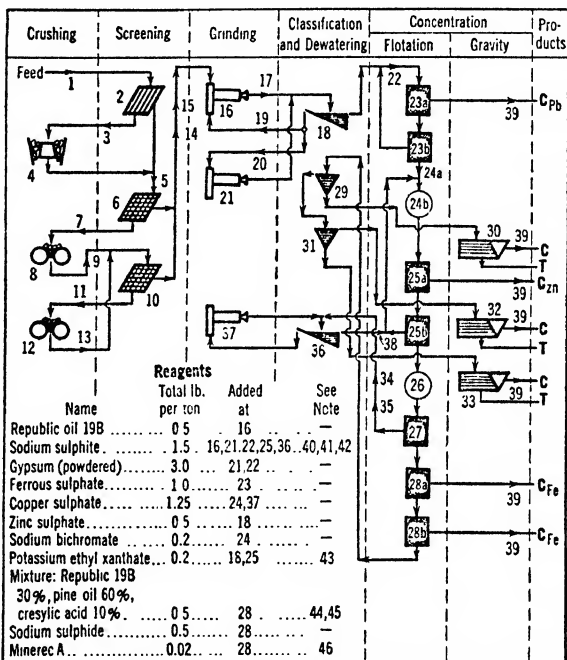 Crushing Screening Grinding Classification and Dewatering Concentration Products
Flotation Gravity
Feed
1
2
3
4
5
6
7
8
9
10
11
12
13
14
15
16
17
18
19
20
21
22
23a
39
C Pb
23b
24a
24b
25a
39
C zn
25b
26
27
28a
39
C Fe
28b
39
C Fe
29
30
39
C
T
31
32
39
C
T
33
39
C
T
34
35
36
37
38
Reagents
Name Total lb. per ton Added at See Note
Republic oil 19B 0 5 16 —
Sodium sulphite 1.5 16,21,22,25,36 40,41,42
Gypsum (powdered) 3.0 21,22 —
Ferrous sulphate 1 0 23 —
Copper sulphate 1.25 24,37 —
Zinc sulphate 0 5 18 —
Sodium bichromate 0.2 24 —
Potassium ethyl xanthate 0.2 18,25 43
Mixture: Republic 19B
30%, pine oil 60%,
cresylic acid 10% 0 5 28 44,45
Sodium sulphide 0.5 28 —
Minerec A 0.02 28 46